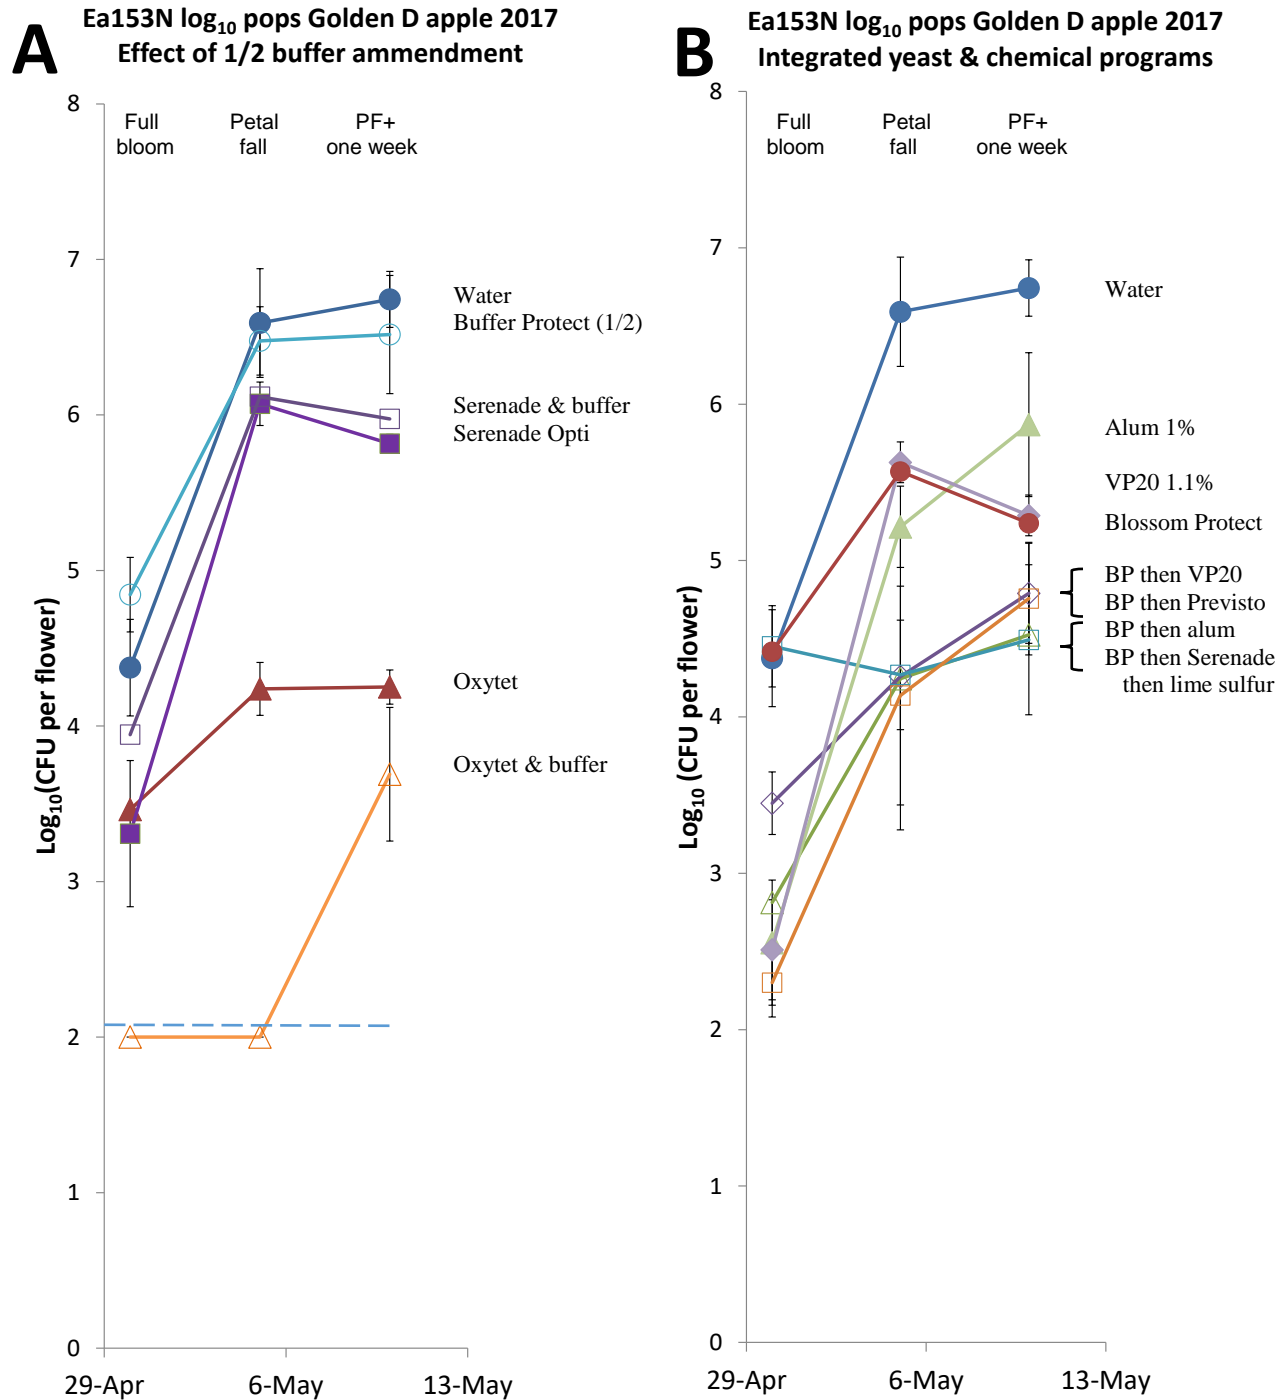 A
Ea153N log10 pops Golden D apple 2017
Effect of 1/2 buffer ammendment
Full
bloom
Petal
fall
PF+
one week
8
7
6
5
4
3
2
1
0
Log10(CFU per flower)
29-Apr
6-May
13-May
Water
Buffer Protect (1/2)
Serenade & buffer
Serenade Opti
Oxytet
Oxytet & buffer
B
Ea153N log10 pops Golden D apple 2017
Integrated yeast & chemical programs
Full
bloom
Petal
fall
PF+
one week
8
7
6
5
4
3
2
1
0
Log10 (CFU per flower)
29-Apr
6-May
13-May
Water
Alum 1%
VP20 1.1%
Blossom Protect
BP then VP20
BP then Previsto
BP then alum
BP then Serenade
then lime sulfur